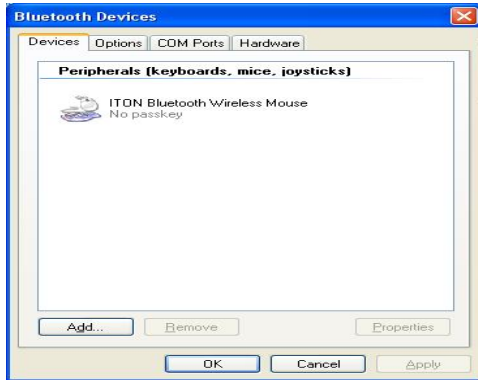 Bluetooth Devices
Devices Options COM Ports Hardware
Peripherals (keyboards, mice, joysticks)
ITON Bluetooth Wireless Mouse
No passkey
Add... Remove Properties
OK Cancel Apply